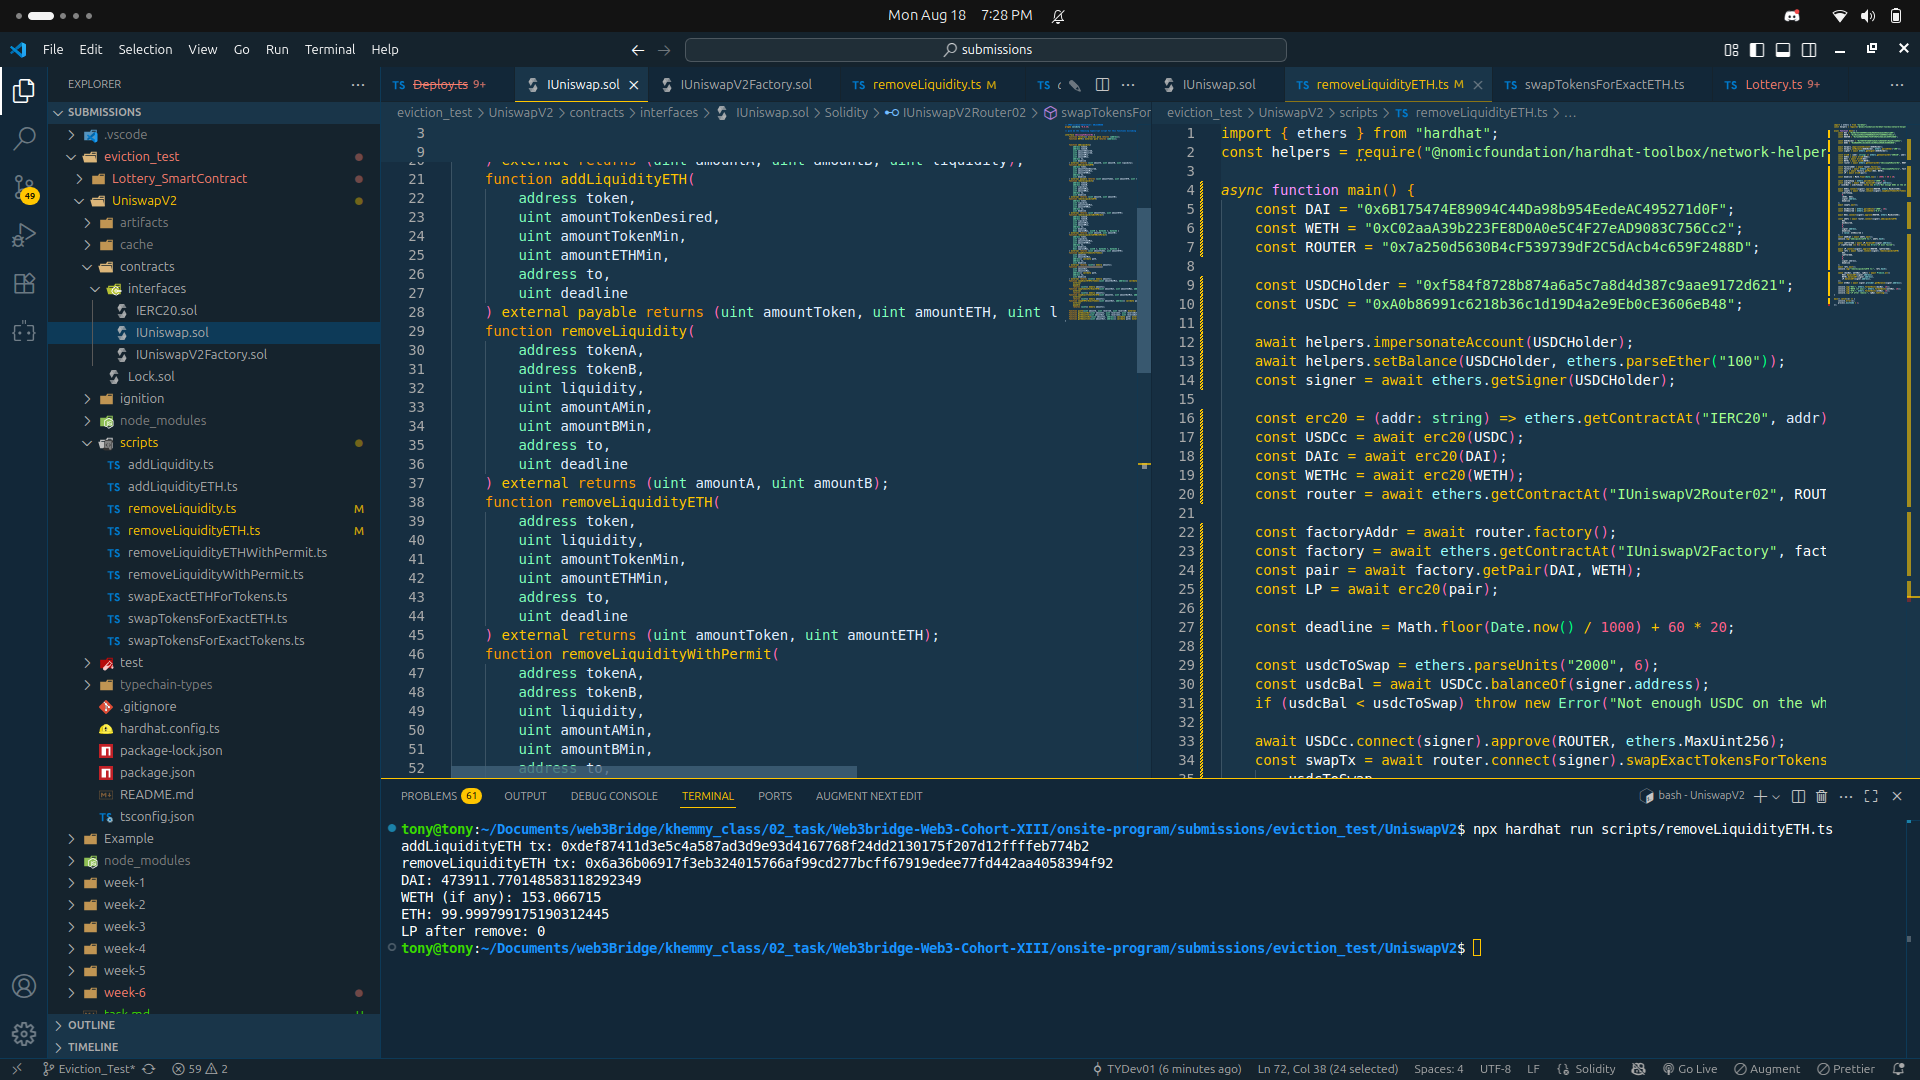 Mon Aug 18 7:28 PM
File Edit Selection View Go Run Terminal Help
submissions
EXPLORER
SUBMISSIONS
.vscode
eviction_test
Lottery_SmartContract
UniswapV2
artifacts
cache
contracts
interfaces
IERC20.sol
IUniswap.sol
IUniswapV2Factory.sol
Lock.sol
ignition
node_modules
scripts
addLiquidity.ts
addLiquidityETH.ts
removeLiquidity.ts M
removeLiquidityETH.ts M
removeLiquidityETHWithPermit.ts
removeLiquidityWithPermit.ts
swapExactETHForTokens.ts
swapTokensForExactETH.ts
swapTokensForExactTokens.ts
test
typechain-types
.gitignore
hardhat.config.ts
package-lock.json
package.json
README.md
tsconfig.json
Example
node_modules
week-1
week-2
week-3
week-4
week-5
week-6
task.md U
OUTLINE
TIMELINE
49
TS Deploy.ts 9+ IUniswap.sol IUniswapV2Factory.sol TS removeLiquidity.ts M TS
eviction_test > UniswapV2 > contracts > interfaces > IUniswap.sol > Solidity > IUniswapV2Router02 > swapTokensFor
3
9
20 ) external returns (uint amountA, uint amountB, uint liquidity);
21 function addLiquidityETH(
22 address token,
23 uint amountTokenDesired,
24 uint amountTokenMin,
25 uint amountETHMin,
26 address to,
27 uint deadline
28 ) external payable returns (uint amountToken, uint amountETH, uint l
29 function removeLiquidity(
30 address tokenA,
31 address tokenB,
32 uint liquidity,
33 uint amountAMin,
34 uint amountBMin,
35 address to,
36 uint deadline
37 ) external returns (uint amountA, uint amountB);
38 function removeLiquidityETH(
39 address token,
40 uint liquidity,
41 uint amountTokenMin,
42 uint amountETHMin,
43 address to,
44 uint deadline
45 ) external returns (uint amountToken, uint amountETH);
46 function removeLiquidityWithPermit(
47 address tokenA,
48 address tokenB,
49 uint liquidity,
50 uint amountAMin,
51 uint amountBMin,
52 address to,
IUniswap.sol TS removeLiquidityETH.ts M TS swapTokensForExactETH.ts TS Lottery.ts 9+
eviction_test > UniswapV2 > scripts > TS removeLiquidityETH.ts > ...
1 import { ethers } from "hardhat";
2 const helpers = require("@nomicfoundation/hardhat-toolbox/network-helper
3
4 async function main() {
5 const DAI = "0x6B175474E89094C44Da98b954EedeAC495271d0F";
6 const WETH = "0xC02aaA39b223FE8D0A0e5C4F27eAD9083C756Cc2";
7 const ROUTER = "0x7a250d5630B4cF539739dF2C5dAcb4c659F2488D";
8
9 const USDCHolder = "0xf584f8728b874a6a5c7a8d4d387c9aae9172d621";
10 const USDC = "0xA0b86991c6218b36c1d19D4a2e9Eb0cE3606eB48";
11
12 await helpers.impersonateAccount(USDCHolder);
13 await helpers.setBalance(USDCHolder, ethers.parseEther("100"));
14 const signer = await ethers.getSigner(USDCHolder);
15
16 const erc20 = (addr: string) => ethers.getContractAt("IERC20", addr)
17 const USDCc = await erc20(USDC);
18 const DAIc = await erc20(DAI);
19 const WETHc = await erc20(WETH);
20 const router = await ethers.getContractAt("IUniswapV2Router02", ROUT
21
22 const factoryAddr = await router.factory();
23 const factory = await ethers.getContractAt("IUniswapV2Factory", fact
24 const pair = await factory.getPair(DAI, WETH);
25 const LP = await erc20(pair);
26
27 const deadline = Math.floor(Date.now() / 1000) + 60 * 20;
28
29 const usdcToSwap = ethers.parseUnits("2000", 6);
30 const usdcBal = await USDCc.balanceOf(signer.address);
31 if (usdcBal < usdcToSwap) throw new Error("Not enough USDC on the wh
32
33 await USDCc.connect(signer).approve(ROUTER, ethers.MaxUint256);
34 const swapTx = await router.connect(signer).swapExactTokensForTokens
35 usdcToSwap,
PROBLEMS 61 OUTPUT DEBUG CONSOLE TERMINAL PORTS AUGMENT NEXT EDIT
bash - UniswapV2
tony@tony:~/Documents/web3Bridge/khemmy_class/02_task/Web3bridge-Web3-Cohort-XIII/onsite-program/submissions/eviction_test/UniswapV2$ npx hardhat run scripts/removeLiquidityETH.ts
addLiquidityETH tx: 0xdef87411d3e5c4a587ad3d9e93d4167768f24dd2130175f207d12ffffeb774b2
removeLiquidityETH tx: 0x6a36b06917f3eb324015766af99cd277bcff67919edee77fd442aa4058394f92
DAI: 473911.770148583118292349
WETH (if any): 153.066715
ETH: 99.999799175190312445
LP after remove: 0
tony@tony:~/Documents/web3Bridge/khemmy_class/02_task/Web3bridge-Web3-Cohort-XIII/onsite-program/submissions/eviction_test/UniswapV2$
Eviction_Test* 59 2
TYDev01 (6 minutes ago) Ln 72, Col 38 (24 selected) Spaces: 4 UTF-8 LF Solidity Go Live Augment Prettier